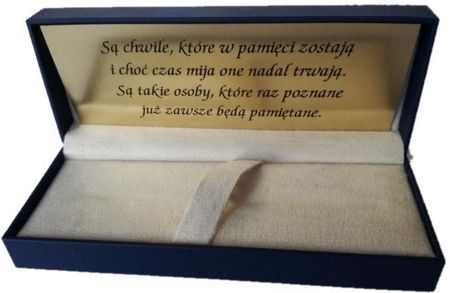 Są chwile, które w pamięci zostają
i choć czas mija one nadal trwają.
Są takie osoby, które raz poznane
już zawsze będą pamiętane.